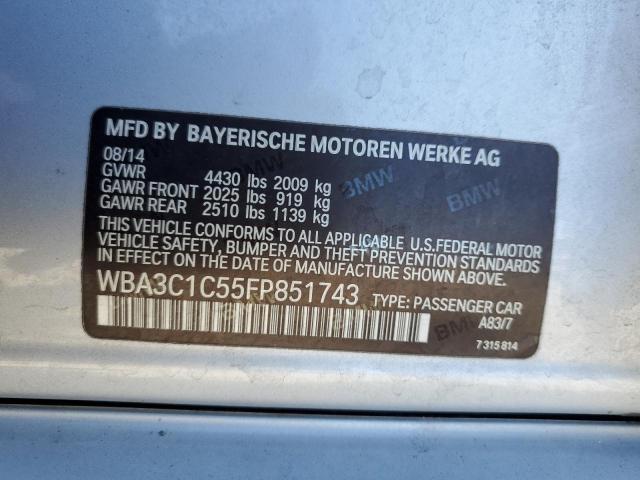 MFD BY BAYERISCHE MOTOREN WERKE AG
08/14
GVWR 4430 lbs 2009 kg
GAWR FRONT 2025 lbs 919 kg
GAWR REAR 2510 lbs 1139 kg
THIS VEHICLE CONFORMS TO ALL APPLICABLE U.S.FEDERAL MOTOR
VEHICLE SAFETY, BUMPER AND THEFT PREVENTION STANDARDS
IN EFFECT ON THE DATE OF MANUFACTURE SHOWN ABOVE.
WBA3C1C55FP851743 TYPE: PASSENGER CAR
A83/7
7 315 814
BMW
BMW
BMW